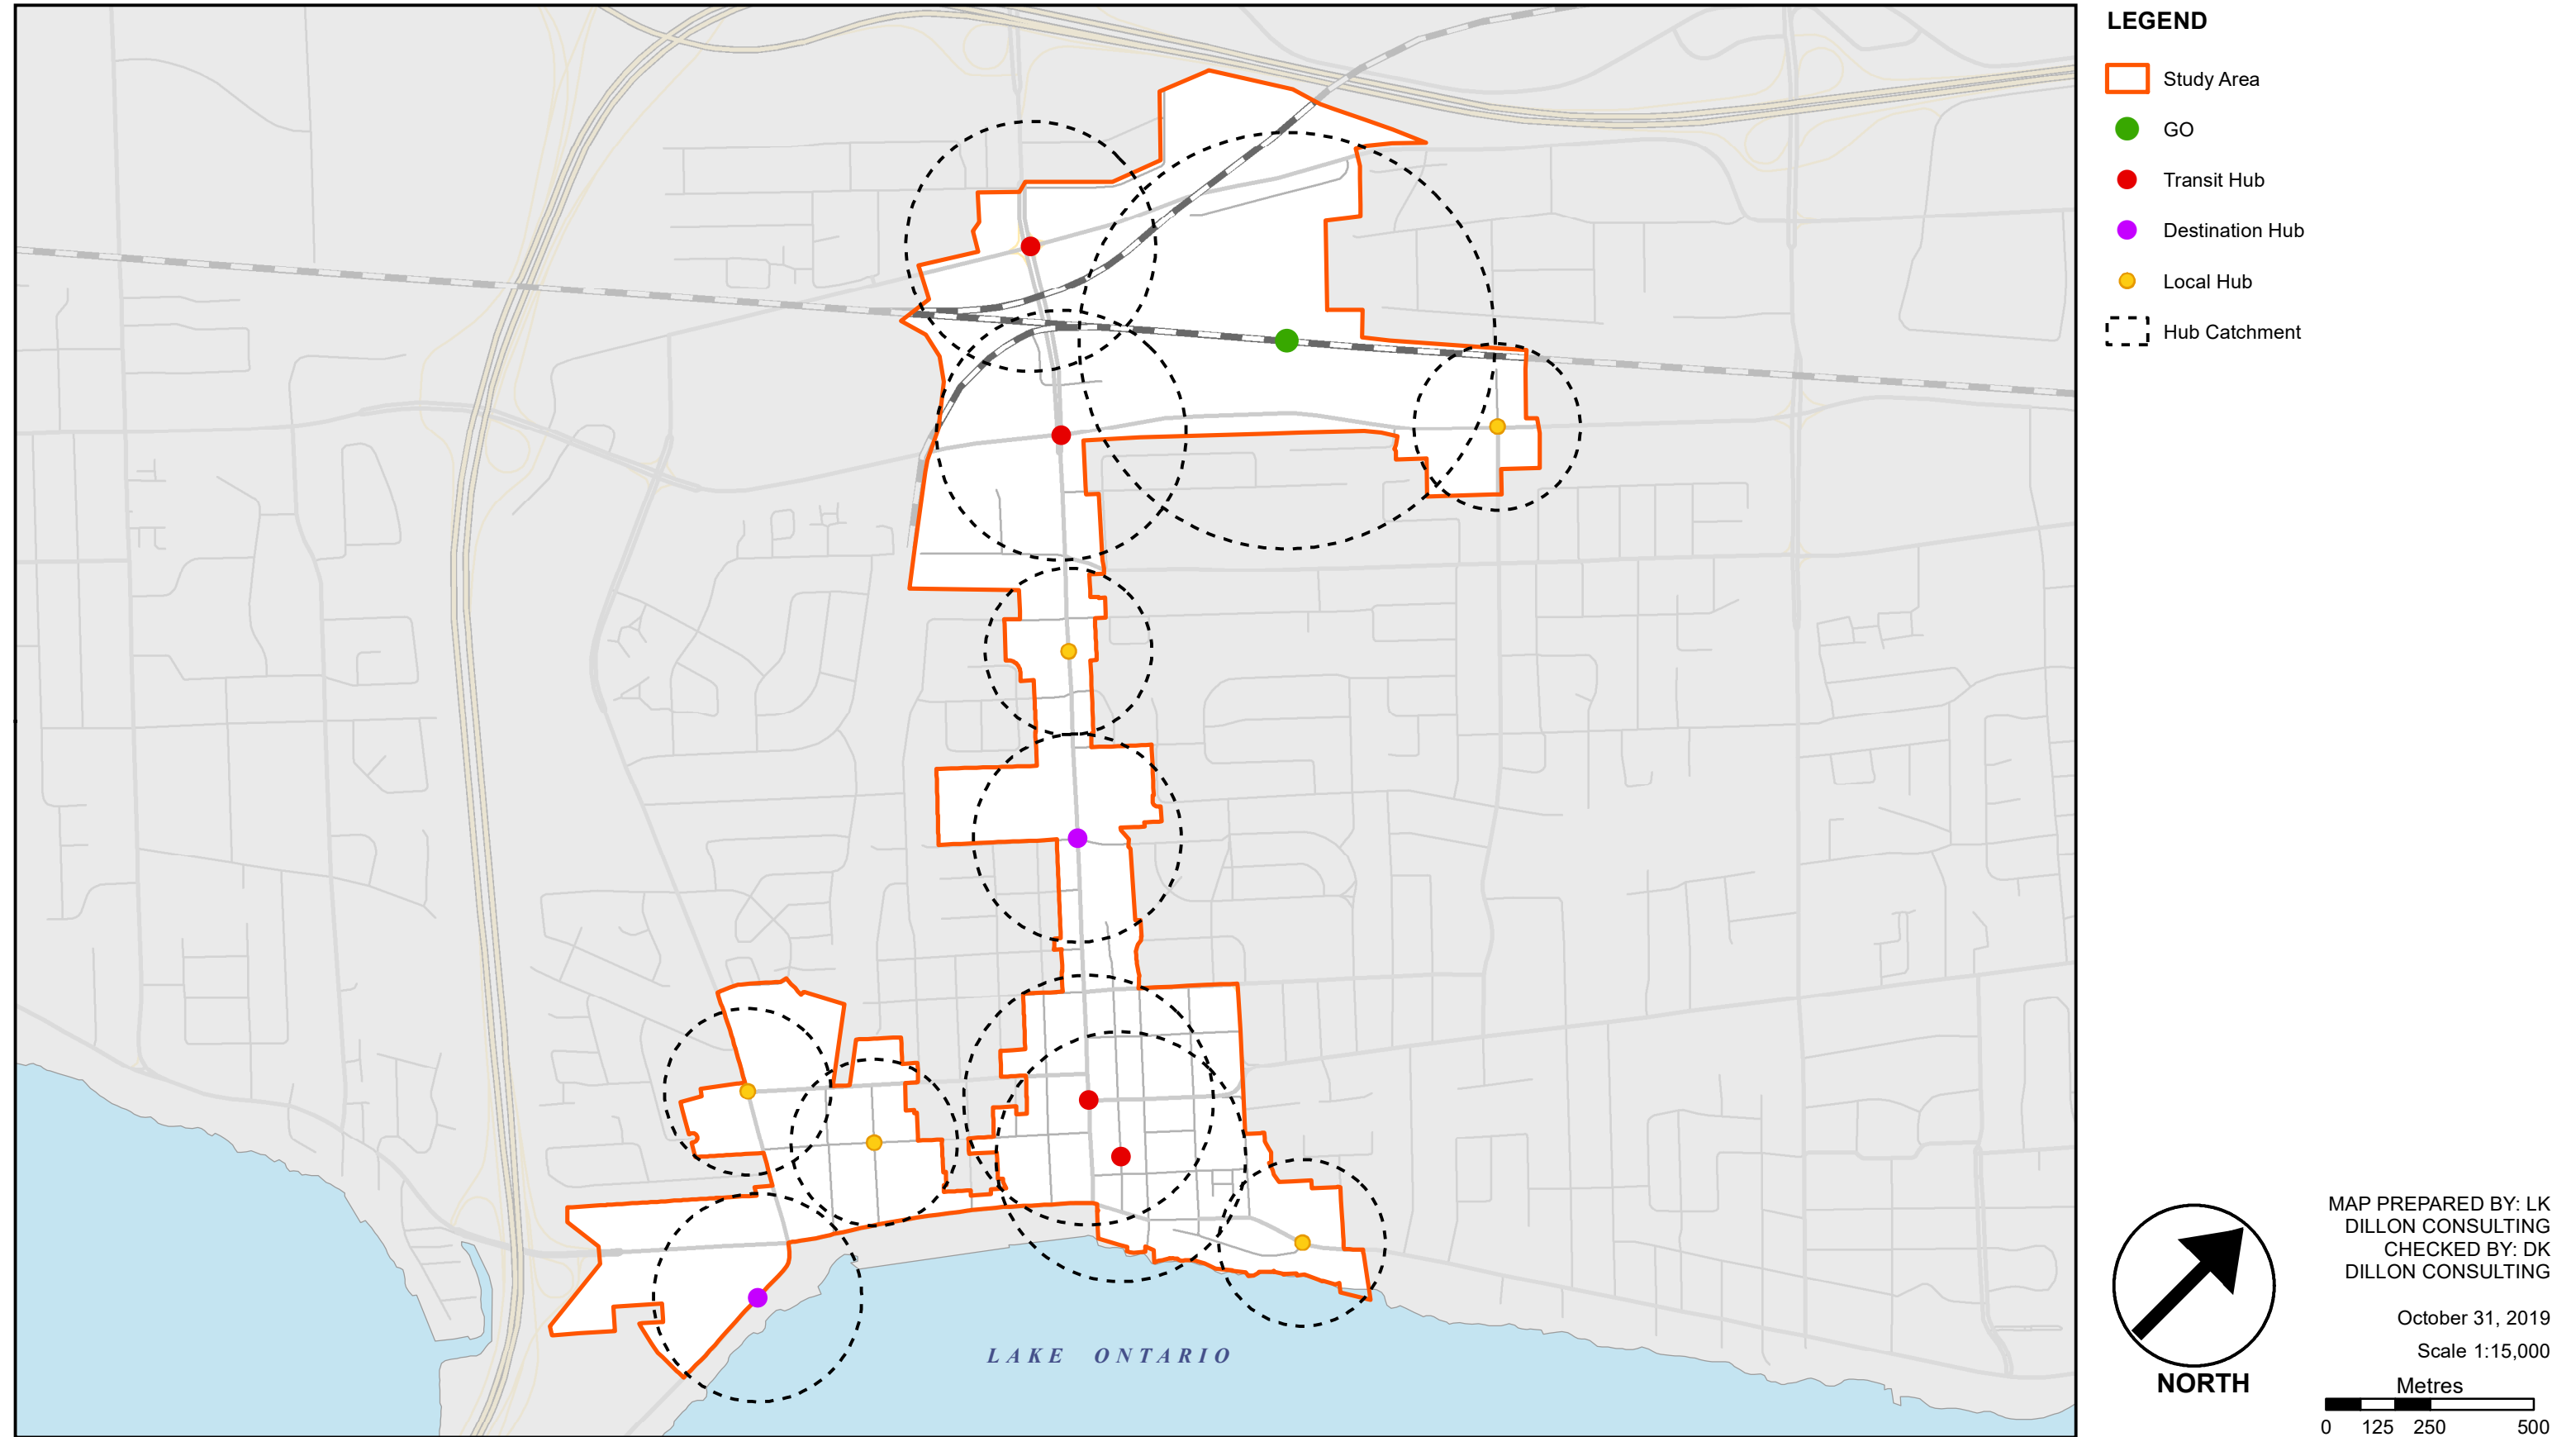 LEGEND
Study Area
GO
Transit Hub
Destination Hub
Local Hub
Hub Catchment
LAKE ONTARIO
NORTH
MAP PREPARED BY: LK
DILLON CONSULTING
CHECKED BY: DK
DILLON CONSULTING
October 31, 2019
Scale 1:15,000
Metres
0 125 250 500